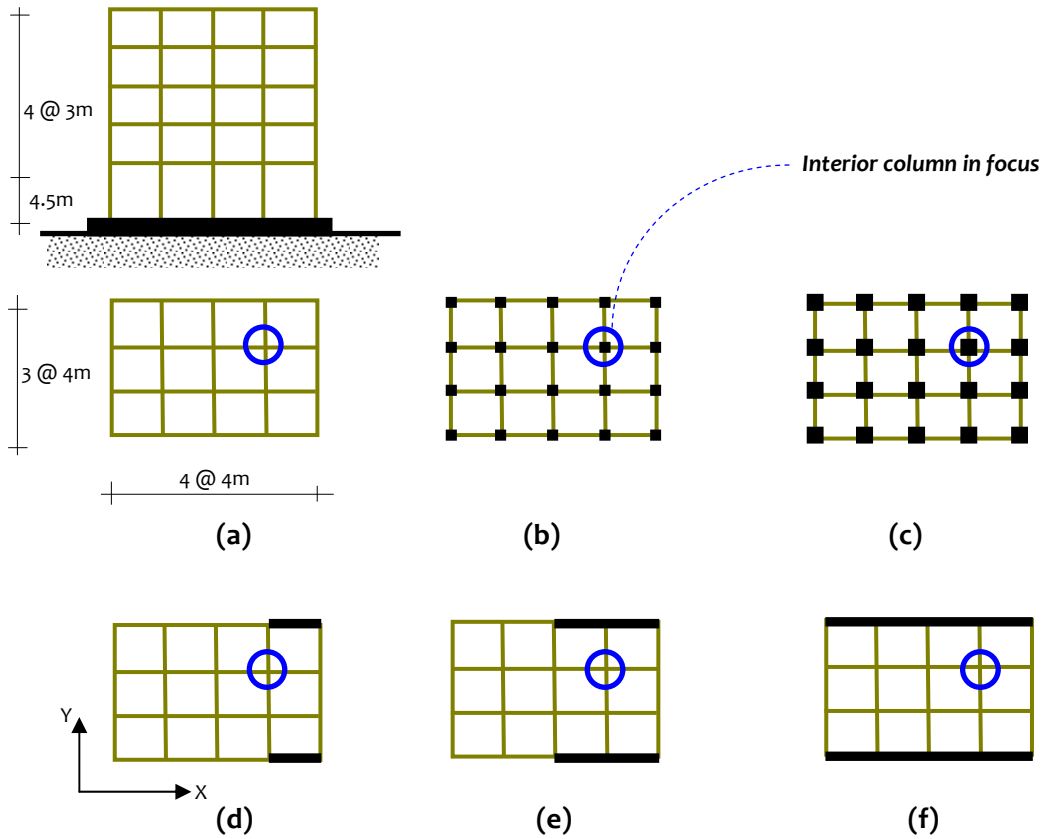 4 @ 3m
4.5m
Interior column in focus
3 @ 4m
4 @ 4m
(a)
(b)
(c)
Y
X
(d)
(e)
(f)